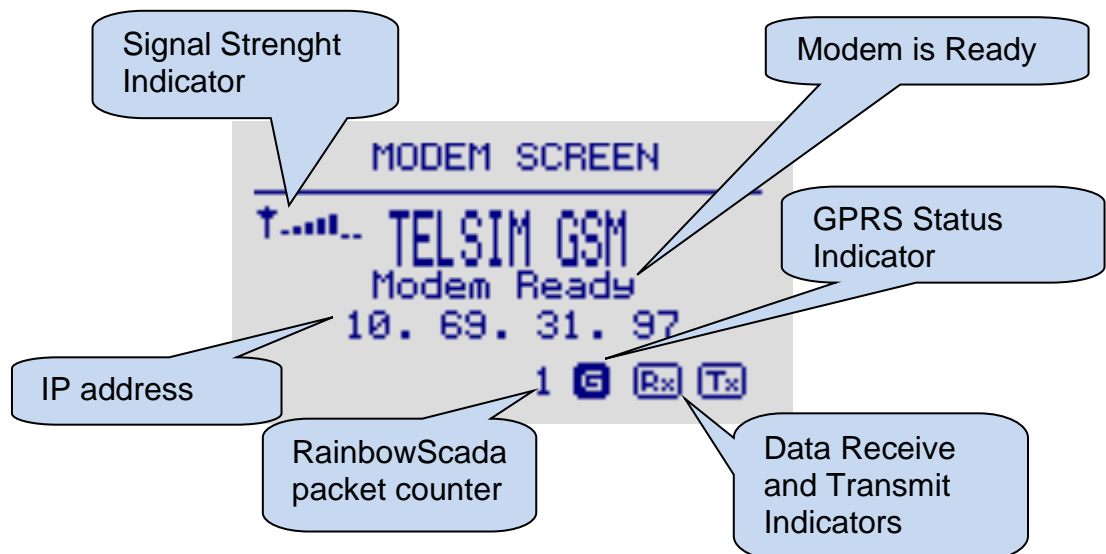 Signal Strenght
Indicator
Modem is Ready
MODEM SCREEN
TELSIM GSM
Modem Ready
10. 69. 31. 97
GPRS Status
Indicator
IP address
1 G Rx Tx
RainbowScada
packet counter
Data Receive
and Transmit
Indicators